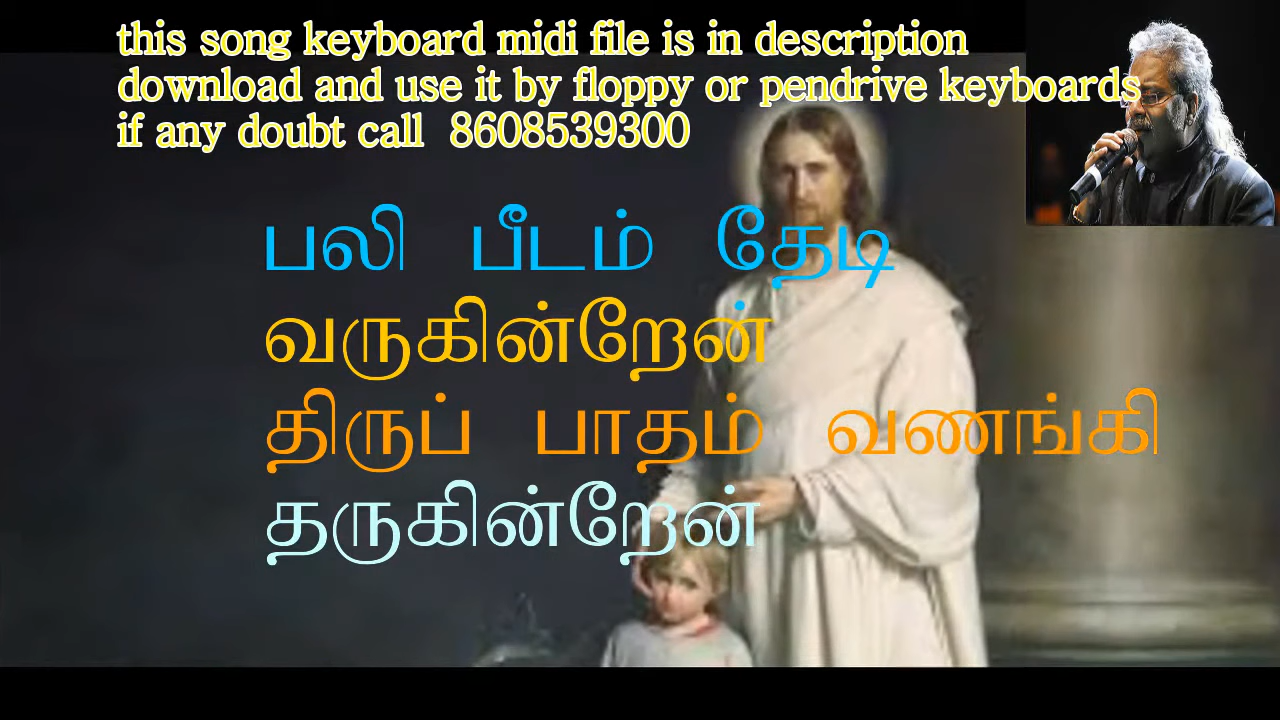 this song keyboard midi file is in description
download and use it by floppy or pendrive keyboards
if any doubt call 8608539300
பலி பீடம் தேடி
வருகின்றேன்
திருப் பாதம் வணங்கி
தருகின்றேன்